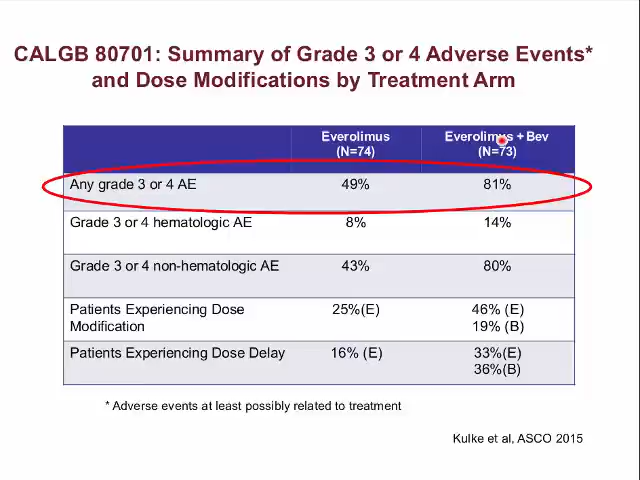 CALGB 80701: Summary of Grade 3 or 4 Adverse Events*
and Dose Modifications by Treatment Arm
Everolimus
(N=74)
Everolimus + Bev
(N=73)
Any grade 3 or 4 AE 49% 81%
Grade 3 or 4 hematologic AE 8% 14%
Grade 3 or 4 non-hematologic AE 43% 80%
Patients Experiencing Dose
Modification
25%(E)
46% (E)
19% (B)
Patients Experiencing Dose Delay 16% (E) 33%(E)
36%(B)
* Adverse events at least possibly related to treatment
Kulke et al, ASCO 2015